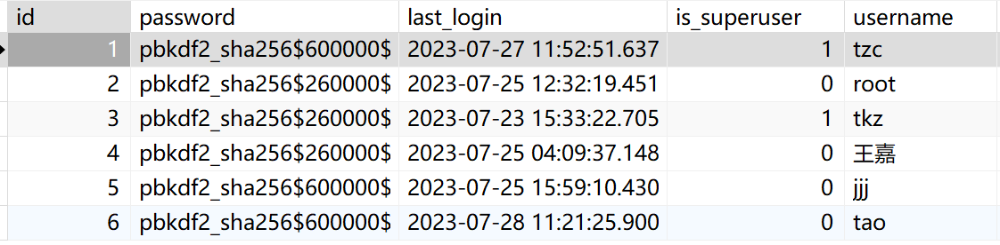 id password last_login is_superuser username
1 pbkdf2_sha256$600000$ 2023-07-27 11:52:51.637 1 tzc
2 pbkdf2_sha256$260000$ 2023-07-25 12:32:19.451 0 root
3 pbkdf2_sha256$260000$ 2023-07-23 15:33:22.705 1 tkz
4 pbkdf2_sha256$260000$ 2023-07-25 04:09:37.148 0 王嘉
5 pbkdf2_sha256$600000$ 2023-07-25 15:59:10.430 0 jjj
6 pbkdf2_sha256$600000$ 2023-07-28 11:21:25.900 0 tao